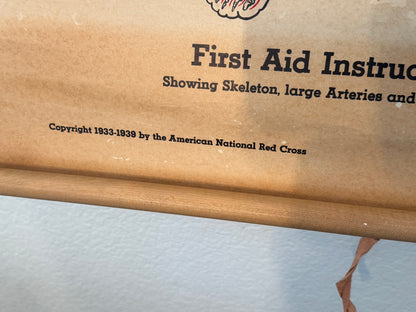 First Aid Instruc
Showing Skeleton, large Arteries and
Copyright 1933-1939 by the American National Red Cross